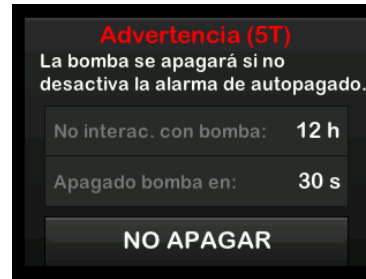 Advertencia (5T)
La bomba se apagará si no
desactiva la alarma de autopagado.
No interac. con bomba: 12 h
Apagado bomba en: 30 s
NO APAGAR